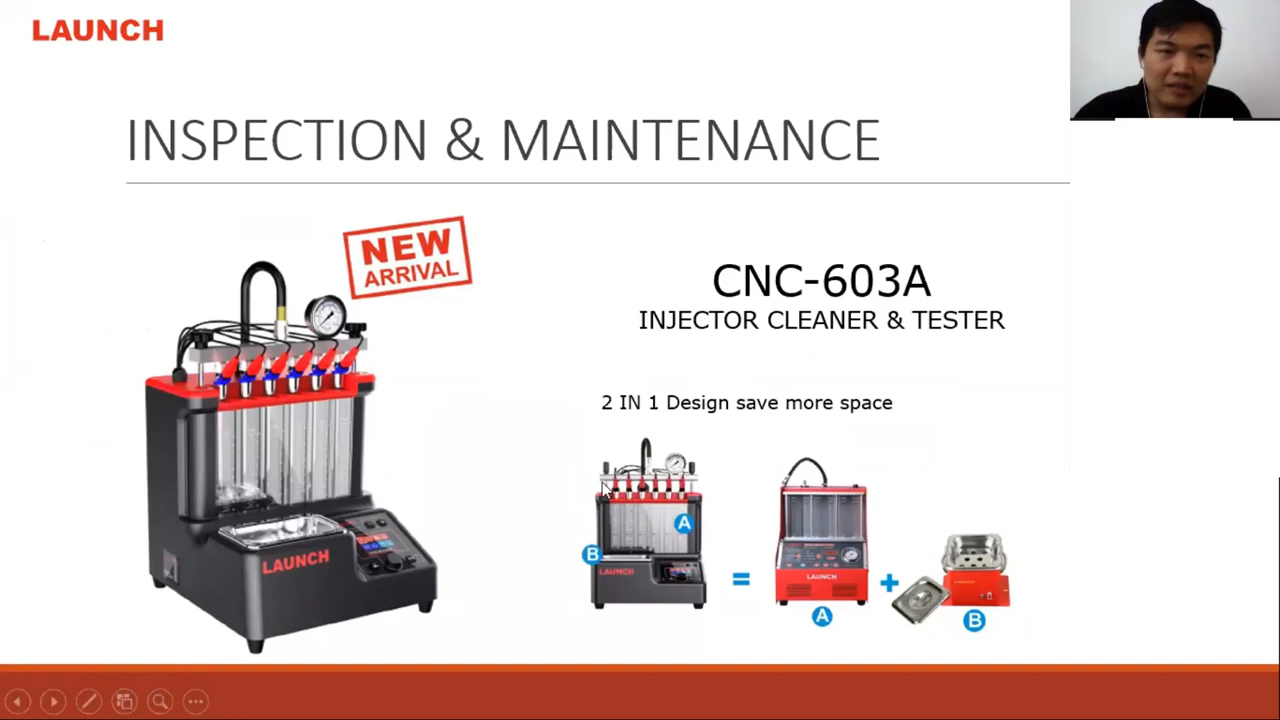 LAUNCH
INSPECTION & MAINTENANCE
NEW
ARRIVAL
CNC-603A
INJECTOR CLEANER & TESTER
2 IN 1 Design save more space
LAUNCH
A
B
LAUNCH
=
LAUNCH
+
A
B